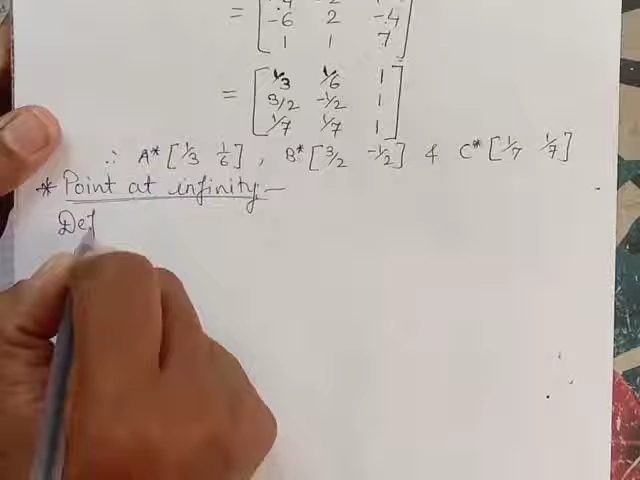 = [ -6 2 -4
1 1 7 ]
= [ 1/3 1/6 1
3/2 -1/2 1
1/7 1/7 1 ]
∴ A* [1/3 1/6] , B* [3/2 -1/2] & C* [1/7 1/7]
* Point at infinity -
Def